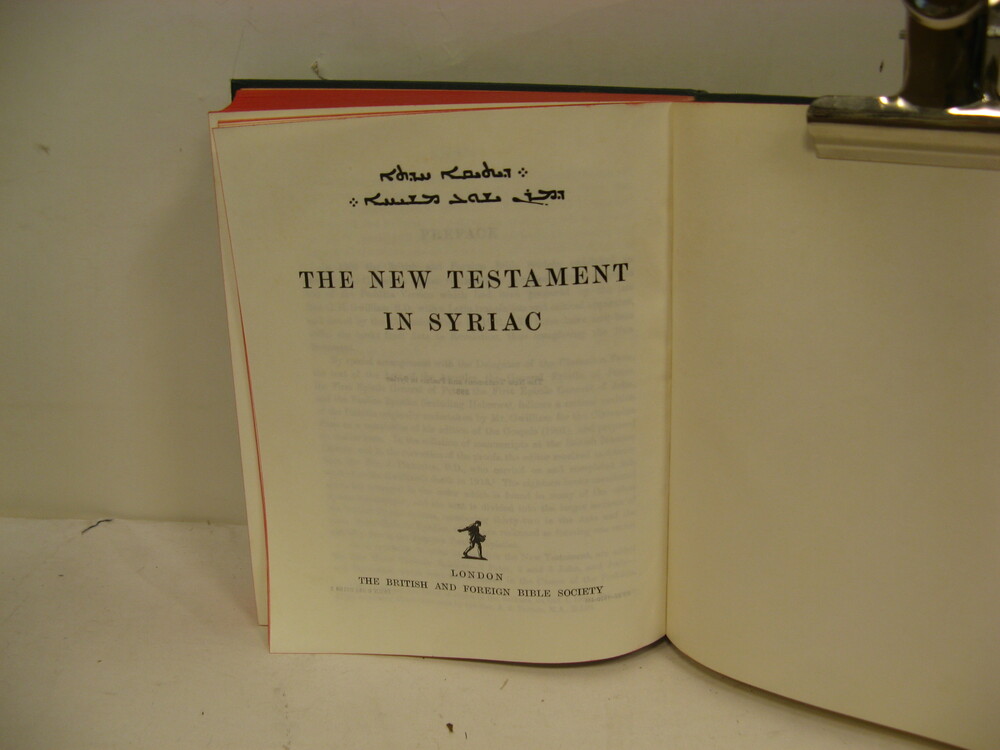 ܀ ܕܝܬܩܐ ܚܕܬܐ
ܕܡܪܢ ܝܫܘܥ ܡܫܝܚܐ ܀
THE NEW TESTAMENT
IN SYRIAC
LONDON
THE BRITISH AND FOREIGN BIBLE SOCIETY